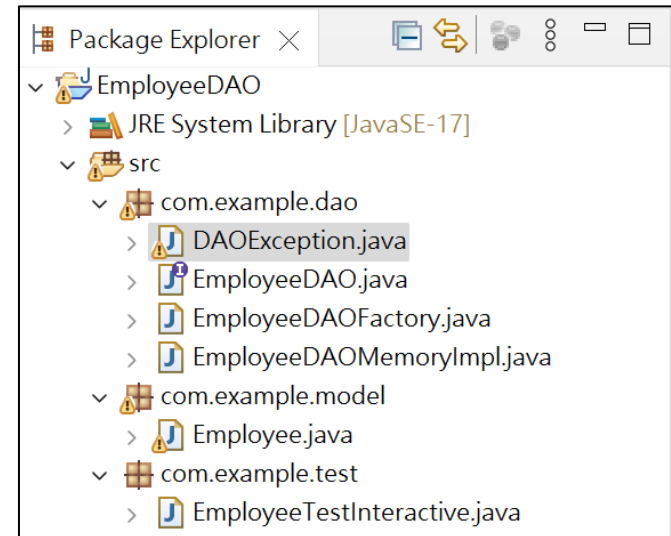 Package Explorer
EmployeeDAO
JRE System Library [JavaSE-17]
src
com.example.dao
DAOException.java
EmployeeDAO.java
EmployeeDAOFactory.java
EmployeeDAOMemoryImpl.java
com.example.model
Employee.java
com.example.test
EmployeeTestInteractive.java